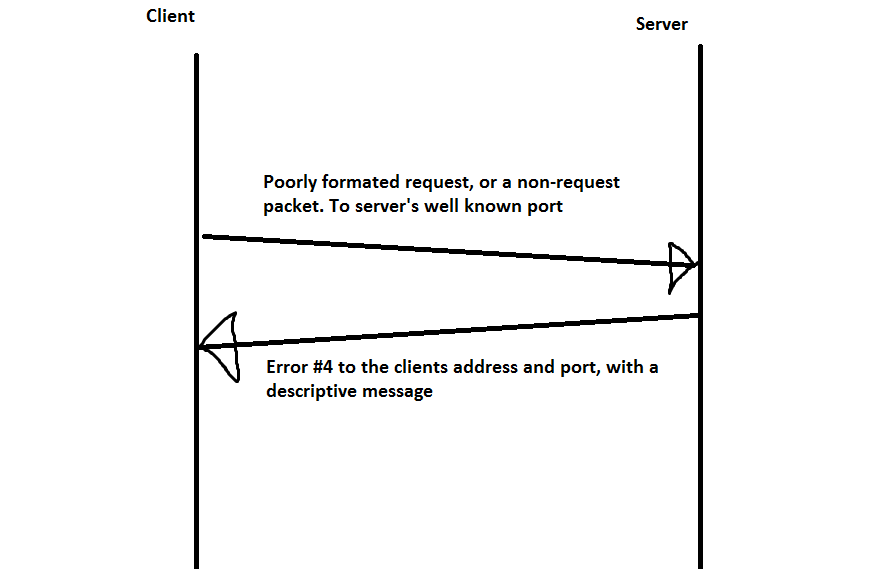 Client
Server
Poorly formated request, or a non-request
packet. To server's well known port
Error #4 to the clients address and port, with a
descriptive message